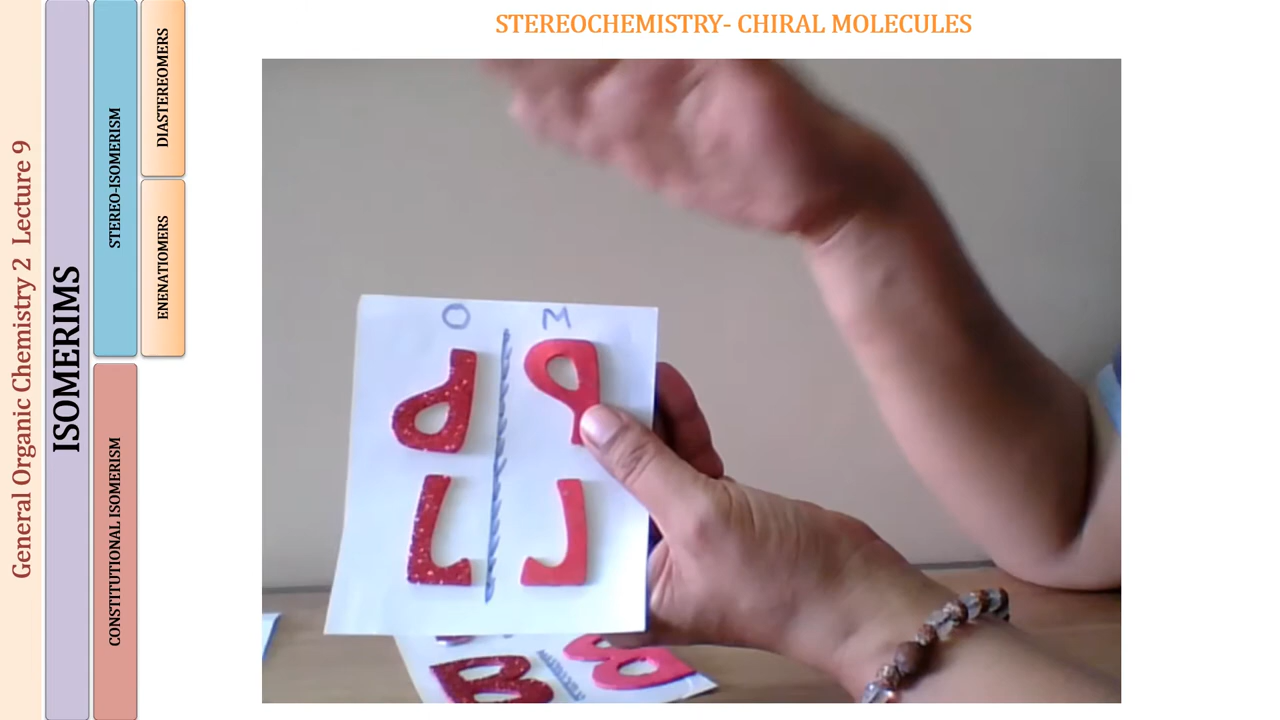 STEREOCHEMISTRY- CHIRAL MOLECULES
General Organic Chemistry 2 Lecture 9
ISOMERIMS
STEREO-ISOMERISM
CONSTITUTIONAL ISOMERISM
DIASTEREOMERS
ENENATIOMERS
O M
d q
L
B